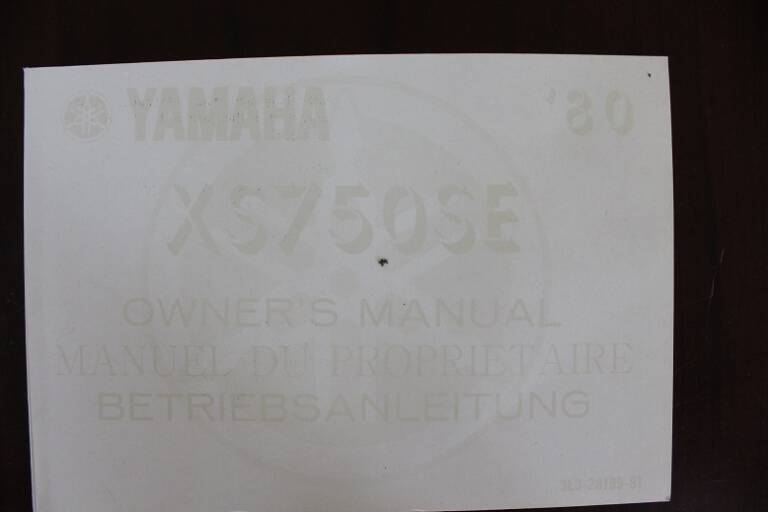 YAMAHA '80
XS750SE
OWNER'S MANUAL
MANUEL DU PROPRIETAIRE
BETRIEBSANLEITUNG